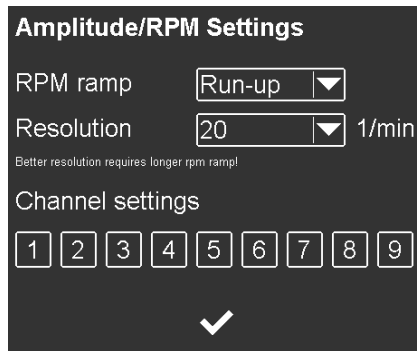 Amplitude/RPM Settings
RPM ramp Run-up
Resolution 20 1/min
Better resolution requires longer rpm ramp!
Channel settings
1 2 3 4 5 6 7 8 9